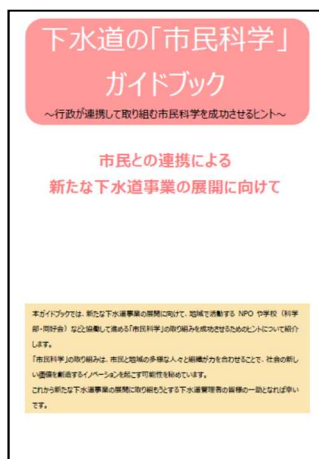 下水道の「市民科学」
ガイドブック
～行政が連携して取り組む市民科学を成功させるヒント～
市民との連携による
新たな下水道事業の展開に向けて
本ガイドブックでは、新たな下水道事業の展開に向けて、地域で活動する NPO や学校（科学
部・同好会）などと協働して進める「市民科学」の取り組みを成功させるためのヒントについて紹介
します。
「市民科学」の取り組みは、市民と地域の多様な人々と組織が力を合わせることで、社会の新し
い価値を創造するイノベーションを起こす可能性を秘めています。
これから新たな下水道事業の展開に取り組もうとする下水道管理者の皆様の一助となれば幸い
です。